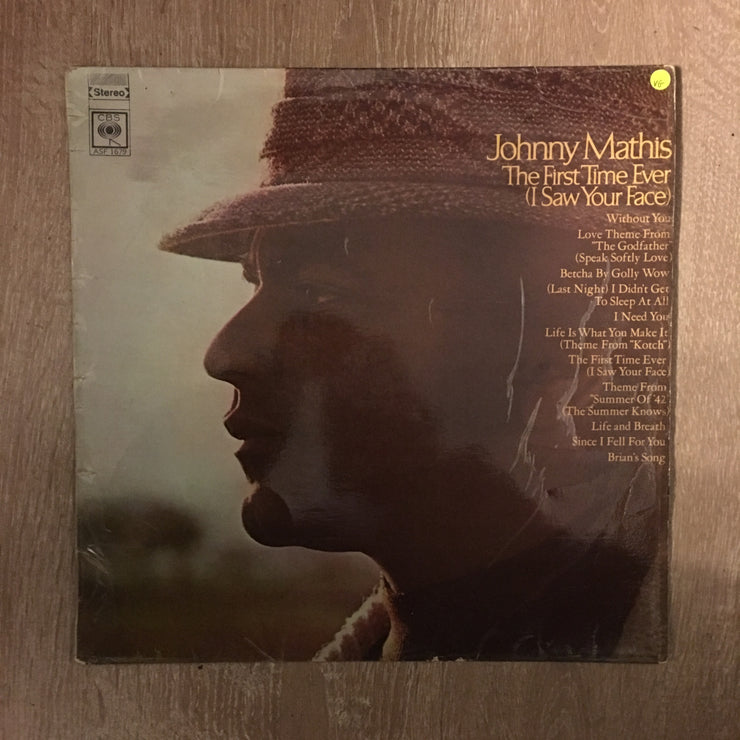 Stereo
CBS
ASF 1679
VG
Johnny Mathis
The First Time Ever
(I Saw Your Face)
Without You
Love Theme From
"The Godfather"
(Speak Softly Love)
Betcha By Golly Wow
(Last Night) I Didn't Get
To Sleep At All
I Need You
Life Is What You Make It
(Theme From "Kotch")
The First Time Ever
(I Saw Your Face)
Theme From
"Summer Of '42"
(The Summer Knows)
Life and Breath
Since I Fell For You
Brian's Song